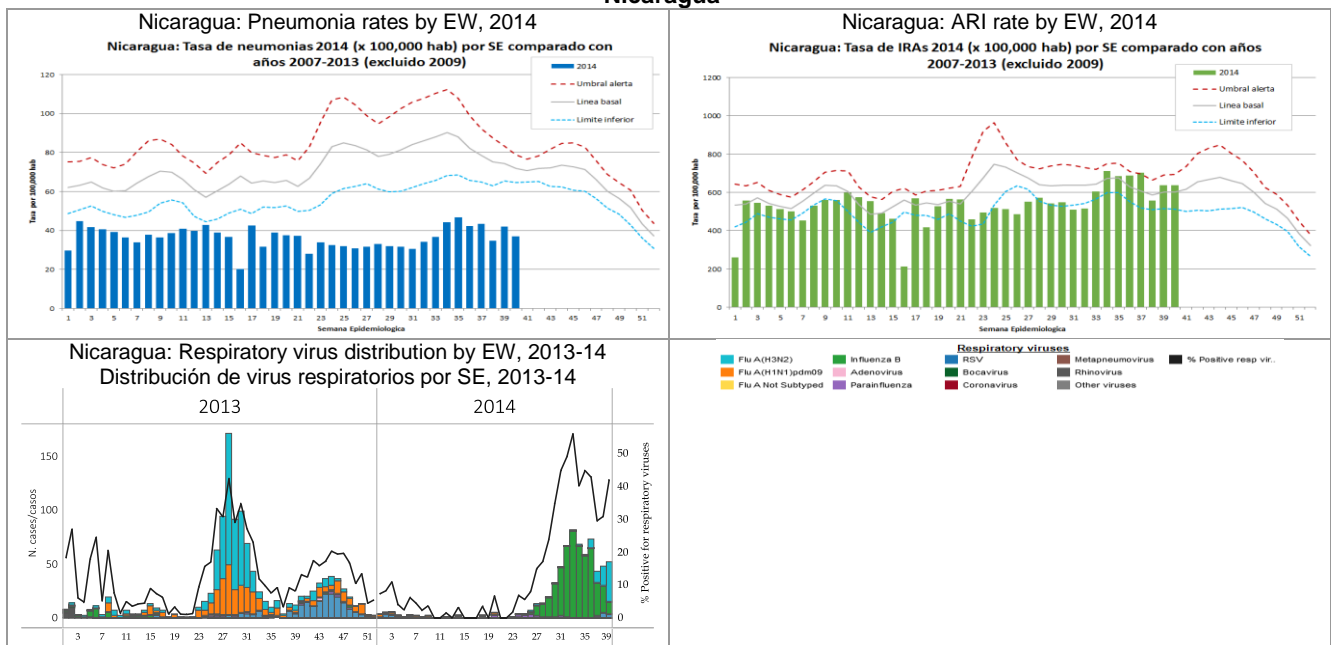 Nicaragua
Nicaragua: Pneumonia rates by EW, 2014
Nicaragua: Tasa de neumonias 2014 (x 100,000 hab) por SE comparado con
años 2007-2013 (excluido 2009)
2014
Umbral alerta
Linea basal
Limite inferior
Tasa por 100,000 hab
120
100
80
60
40
20
0
1 3 5 7 9 11 13 15 17 19 21 23 25 27 29 31 33 35 37 39 41 43 45 47 49 51
Semana Epidemiologica
Nicaragua: ARI rate by EW, 2014
Nicaragua: Tasa de IRAs 2014 (x 100,000 hab) por SE comparado con años
2007-2013 (excluido 2009)
2014
Umbral alerta
Linea basal
Limite inferior
Tasa por 100,000 hab
1200
1000
800
600
400
200
0
1 3 5 7 9 11 13 15 17 19 21 23 25 27 29 31 33 35 37 39 41 43 45 47 49 51
Semana Epidemiologica
Nicaragua: Respiratory virus distribution by EW, 2013-14
Distribución de virus respiratorios por SE, 2013-14
2013 2014
N. cases/casos
150
100
50
0
% Positive for respiratory viruses
50
40
30
20
10
0
3 7 11 15 19 23 27 31 35 39 43 47 51 3 7 11 15 19 23 27 31 35 39
Respiratory viruses
Flu A(H3N2) Influenza B RSV Metapneumovirus % Positive resp vir..
Flu A(H1N1)pdm09 Adenovirus Bocavirus Rhinovirus
Flu A Not Subtyped Parainfluenza Coronavirus Other viruses